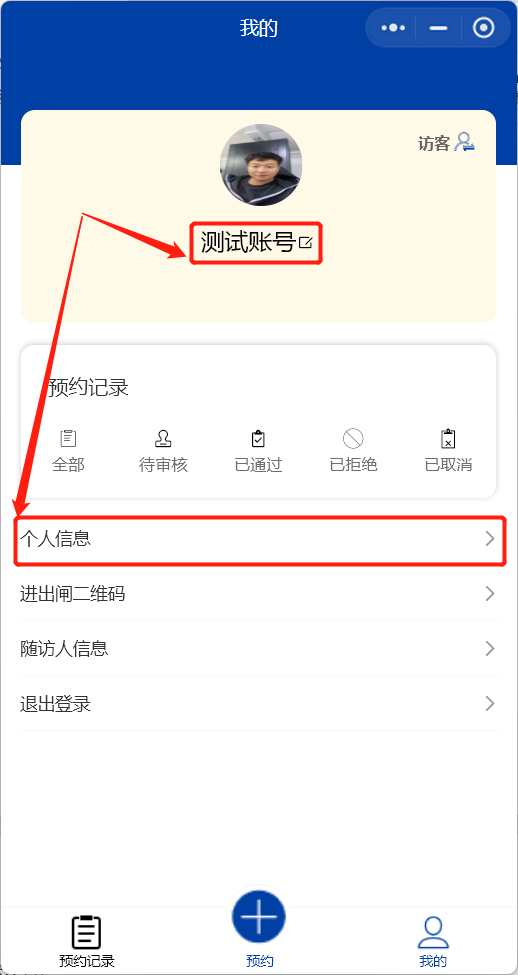 我的
访客
测试账号
预约记录
全部 待审核 已通过 已拒绝 已取消
个人信息
进出闸二维码
随访人信息
退出登录
预约记录 预约 我的